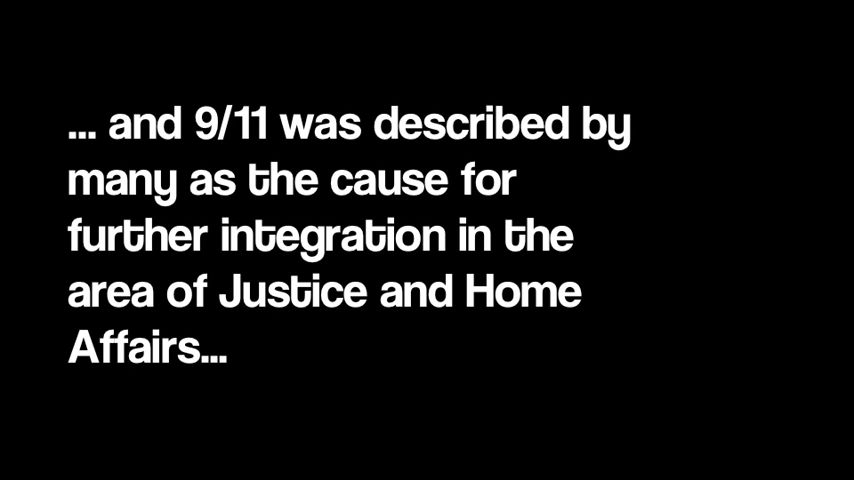 ... and 9/11 was described by
many as the cause for
further integration in the
area of Justice and Home
Affairs...